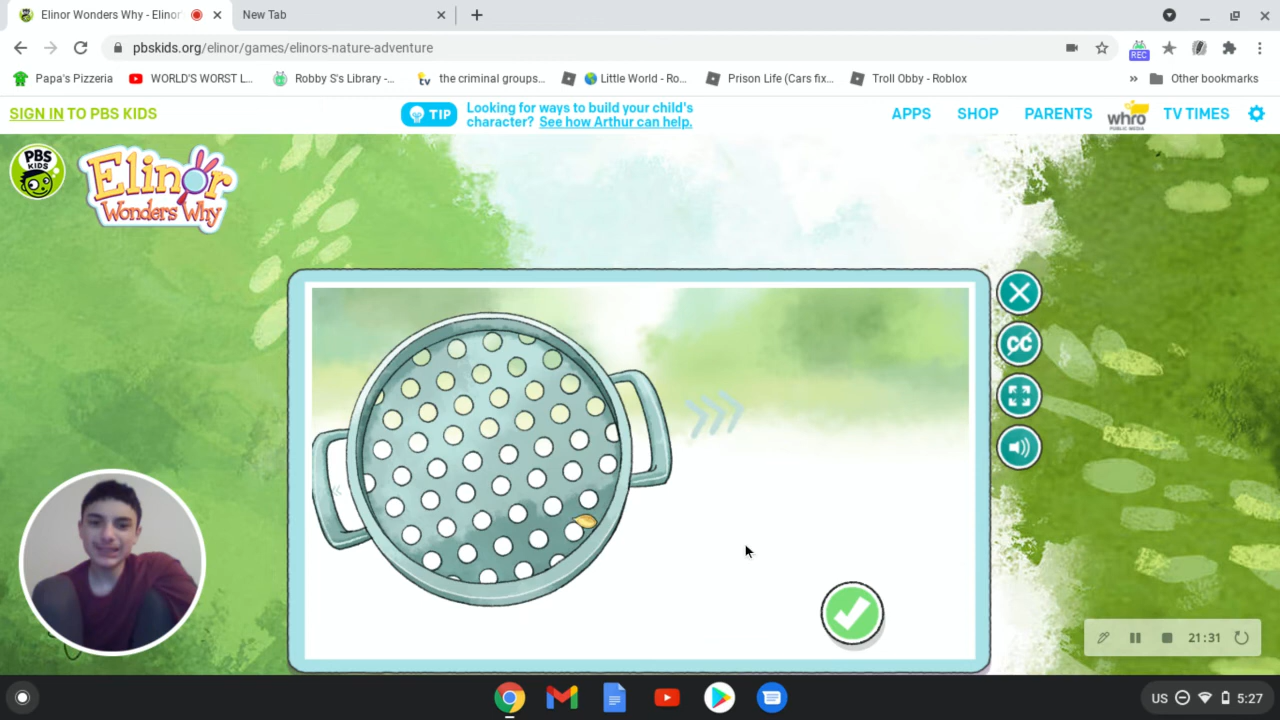 Elinor Wonders Why - Elinor
New Tab
pbskids.org/elinor/games/elinors-nature-adventure
REC
Papa's Pizzeria
WORLD'S WORST L...
Robby S's Library -...
tv the criminal groups...
Little World - Ro...
Prison Life (Cars fix...
Troll Obby - Roblox
» Other bookmarks
SIGN IN TO PBS KIDS
TIP
Looking for ways to build your child's
character? See how Arthur can help.
APPS
SHOP
PARENTS
whro
PUBLIC MEDIA
TV TIMES
PBS
KIDS
Elinor
Wonders Why
CC
21:31
US
5:27